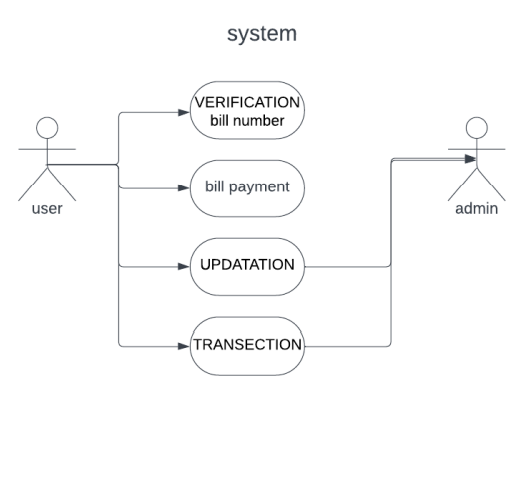 system
VERIFICATION
bill number
bill payment
user
admin
UPDATATION
TRANSECTION